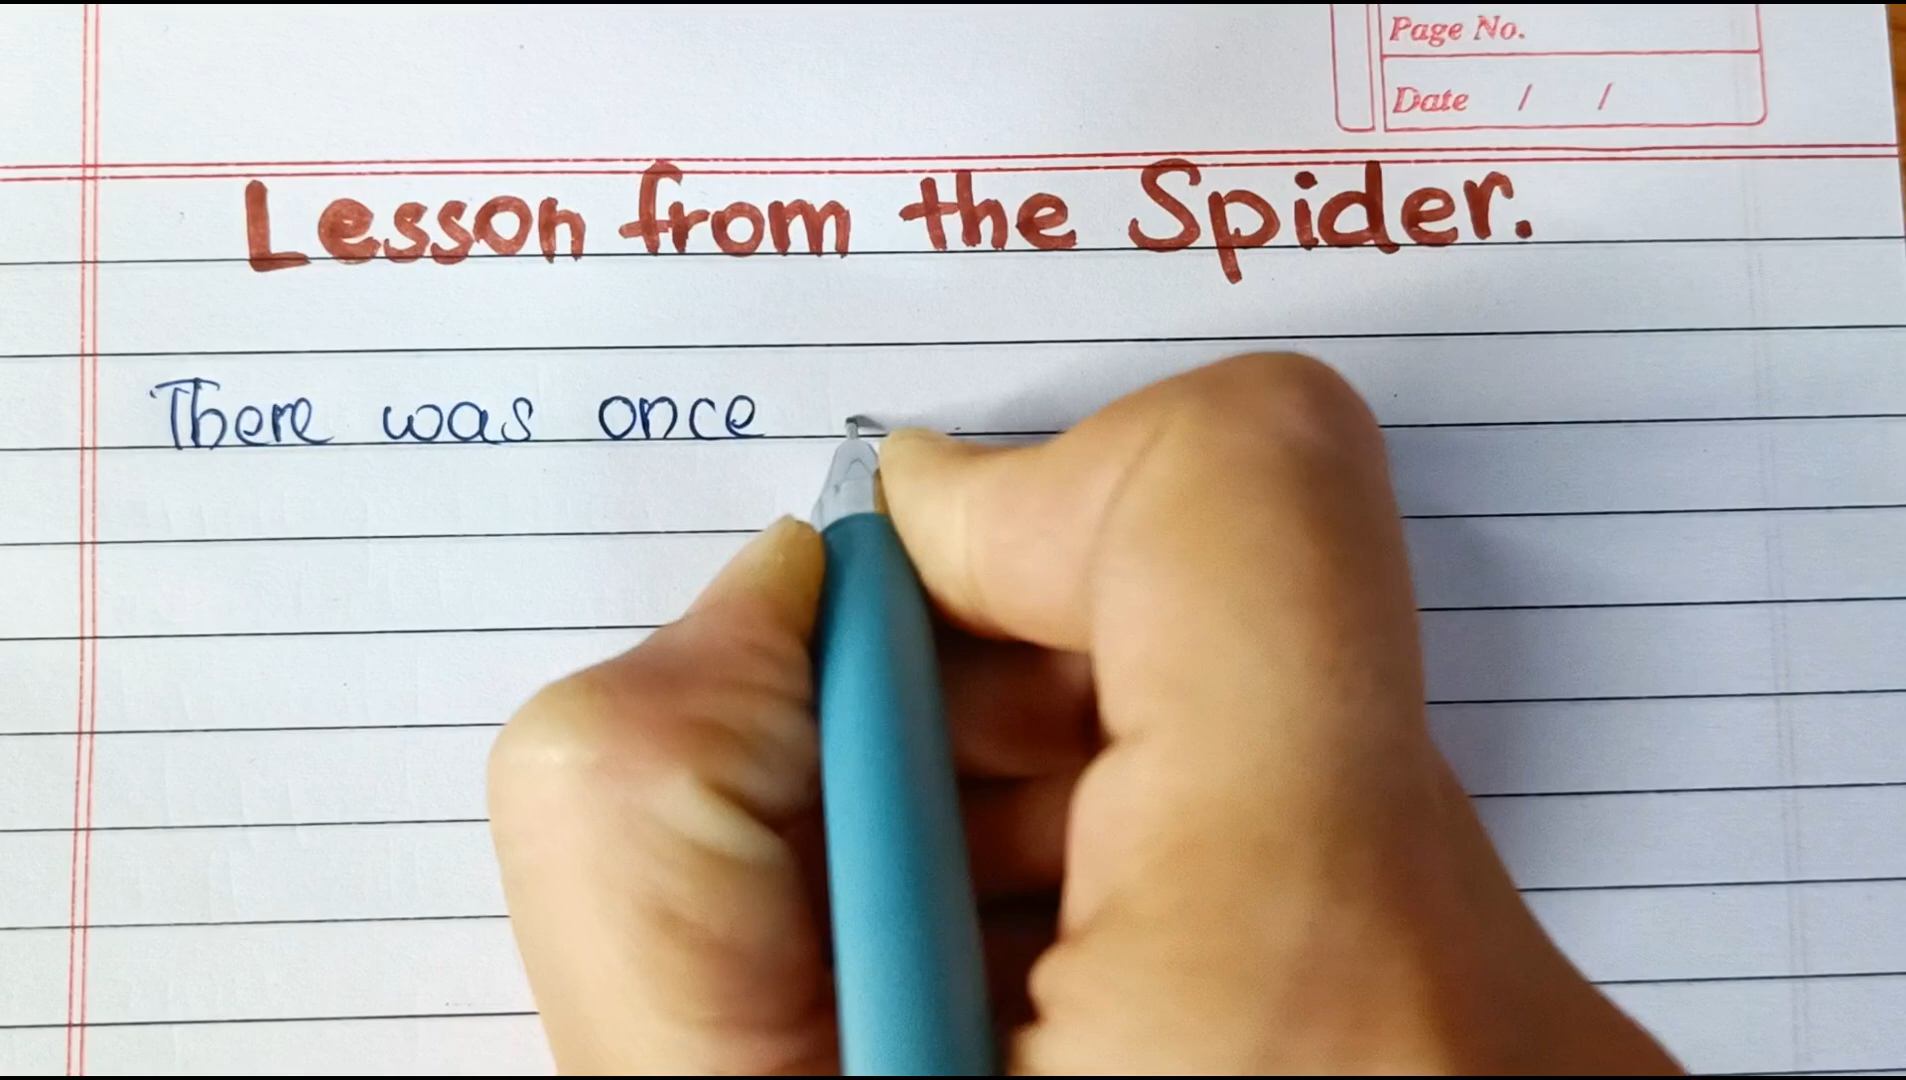 Page No.
Date / /
Lesson from the Spider.
There was once